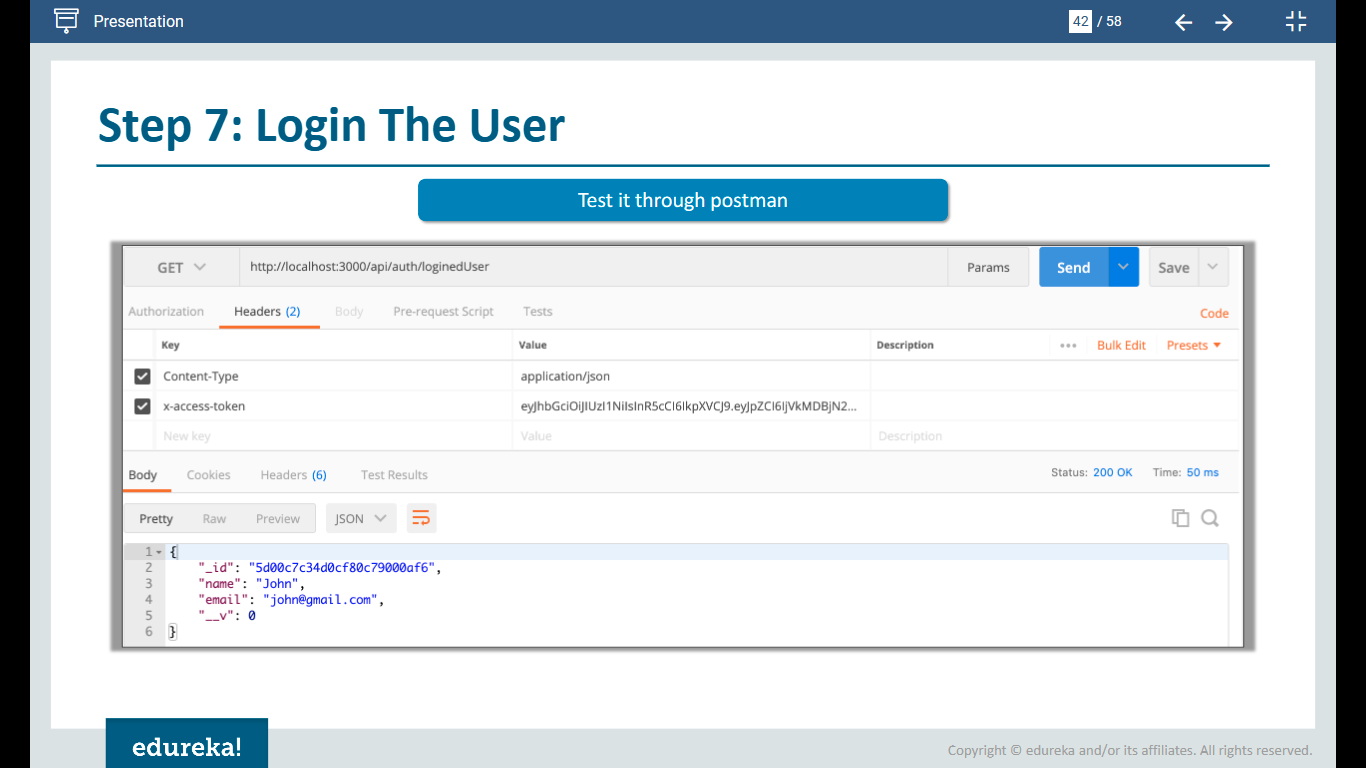 Presentation
42 / 58
Step 7: Login The User
Test it through postman
GET
http://localhost:3000/api/auth/loginedUser
Params
Send
Save
Authorization
Headers (2)
Body
Pre-request Script
Tests
Code
Key
Value
Description
Bulk Edit
Presets
Content-Type
application/json
x-access-token
eyJhbGciOiJIUzI1NiIsInR5cCI6IkpXVCJ9.eyJpZCI6IjVkMDBjN2...
New key
Value
Description
Body
Cookies
Headers (6)
Test Results
Status: 200 OK
Time: 50 ms
Pretty
Raw
Preview
JSON
1 {
2 "_id": "5d00c7c34d0cf80c79000af6",
3 "name": "John",
4 "email": "john@gmail.com",
5 "__v": 0
6 }
edureka!
Copyright © edureka and/or its affiliates. All rights reserved.